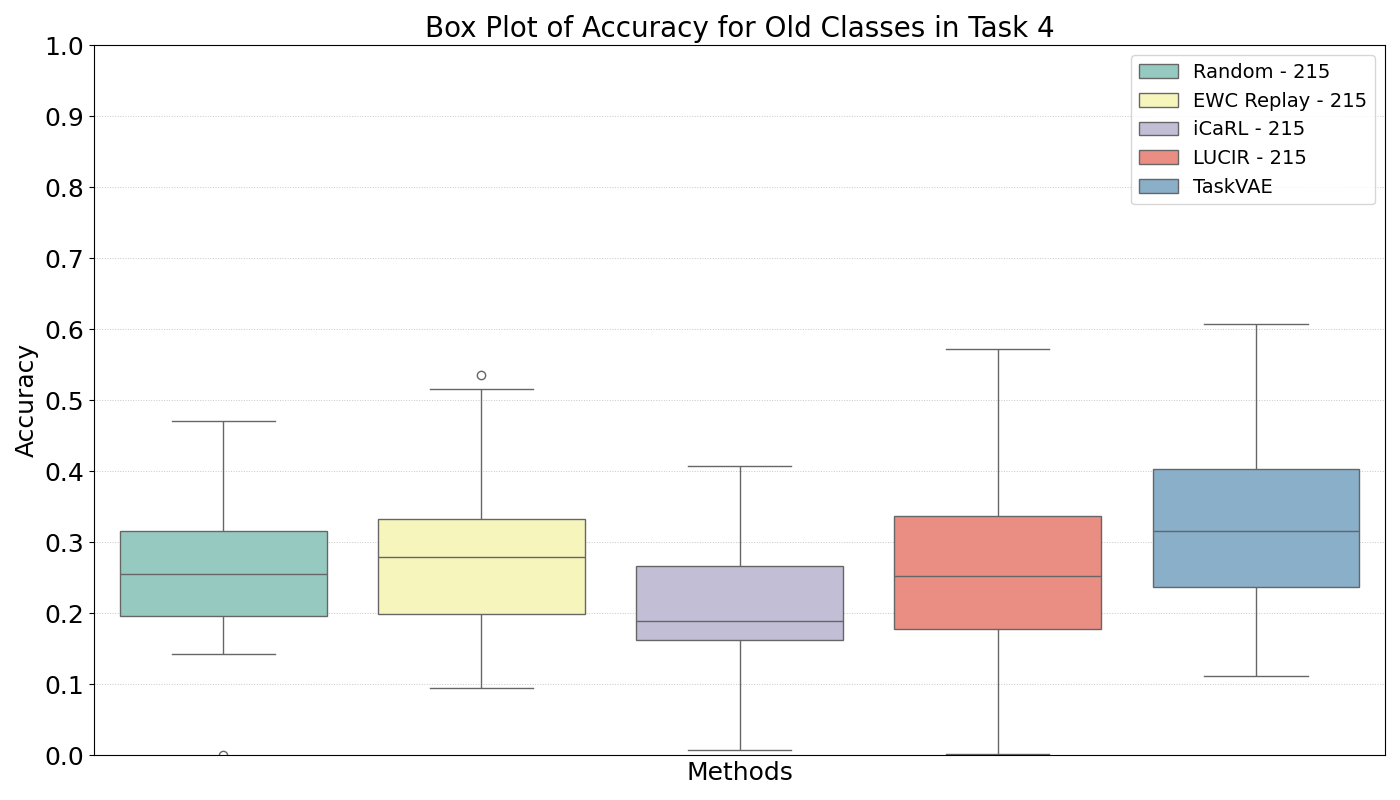 Box Plot of Accuracy for Old Classes in Task 4
1.0
0.9
0.8
0.7
0.6
0.5
0.4
0.3
0.2
0.1
0.0
Accuracy
Methods
Random - 215
EWC Replay - 215
iCaRL - 215
LUCIR - 215
TaskVAE